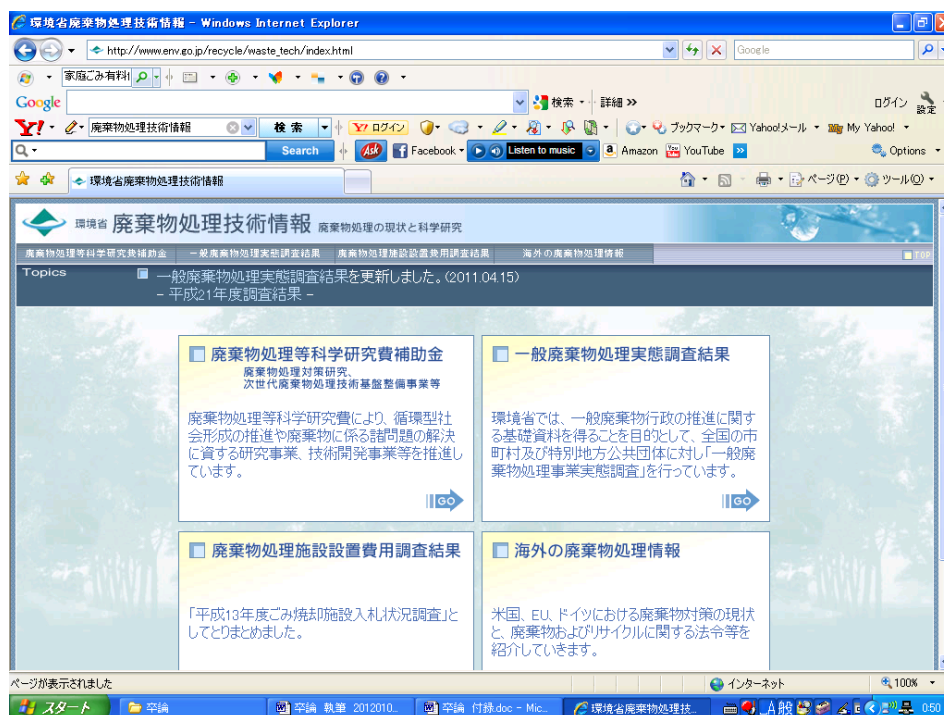 環境省廃棄物処理技術情報 - Windows Internet Explorer
http://www.env.go.jp/recycle/waste_tech/index.html
Google
家庭ごみ有料
Google 検索 詳細 >> ログイン 設定
Y! 廃棄物処理技術情報 検索 Y7 ログイン ブックマーク Yahoo!メール My Yahoo!
Search Ask Facebook Listen to music Amazon YouTube Options
環境省廃棄物処理技術情報 ページ(P) ツール(O)
環境省 廃棄物処理技術情報 廃棄物処理の現状と科学研究
廃棄物処理等科学研究費補助金 一般廃棄物処理実態調査結果 廃棄物処理施設設置費用調査結果 海外の廃棄物処理情報 TOP
Topics 一般廃棄物処理実態調査結果を更新しました。(2011.04.15)
- 平成21年度調査結果 -
廃棄物処理等科学研究費補助金
廃棄物処理対策研究、
次世代廃棄物処理技術基盤整備事業等
廃棄物処理等科学研究費により、循環型社
会形成の推進や廃棄物に係る諸問題の解決
に資する研究事業、技術開発事業等を推進し
ています。
GO
一般廃棄物処理実態調査結果
環境省では、一般廃棄物行政の推進に関す
る基礎資料を得ることを目的として、全国の市
町村及び特別地方公共団体に対し「一般廃
棄物処理事業実態調査」を行っています。
GO
廃棄物処理施設設置費用調査結果
「平成13年度ごみ焼却施設入札状況調査」と
してとりまとめました。
海外の廃棄物処理情報
米国、EU、ドイツにおける廃棄物対策の現状
と、廃棄物およびリサイクルに関する法令等を
紹介していきます。
ページが表示されました インターネット 100%
スタート 卒論 卒論 執筆 2012010... 卒論 付録.doc - Mic... 環境省廃棄物処理技... A 般 0:50